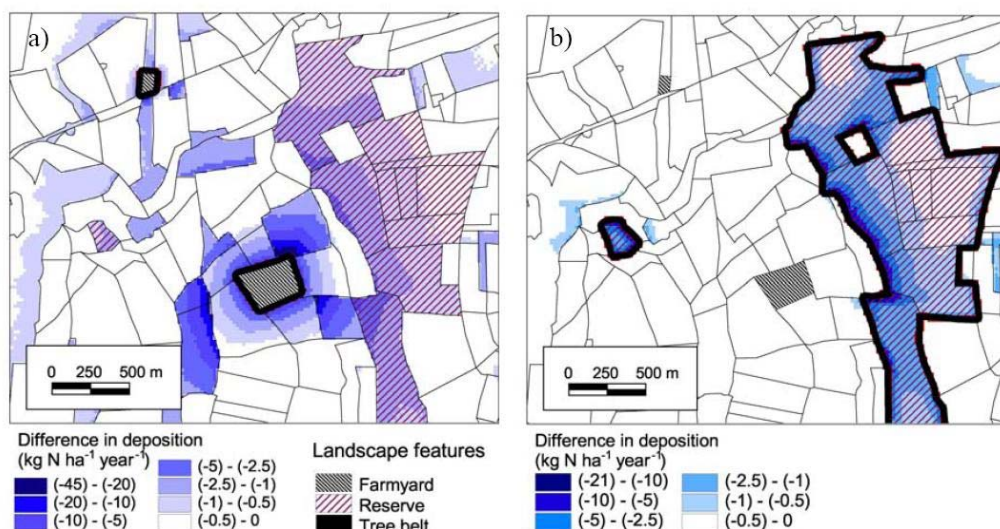 a)
b)
0 250 500 m
0 250 500 m
Difference in deposition
(kg N ha⁻¹ year⁻¹)
(-45) - (-20)
(-20) - (-10)
(-10) - (-5)
(-5) - (-2.5)
(-2.5) - (-1)
(-1) - (-0.5)
(-0.5) - 0
Landscape features
Farmyard
Reserve
Tree belt
Difference in deposition
(kg N ha⁻¹ year⁻¹)
(-21) - (-10)
(-10) - (-5)
(-5) - (-2.5)
(-2.5) - (-1)
(-1) - (-0.5)
(-0.5) - 0